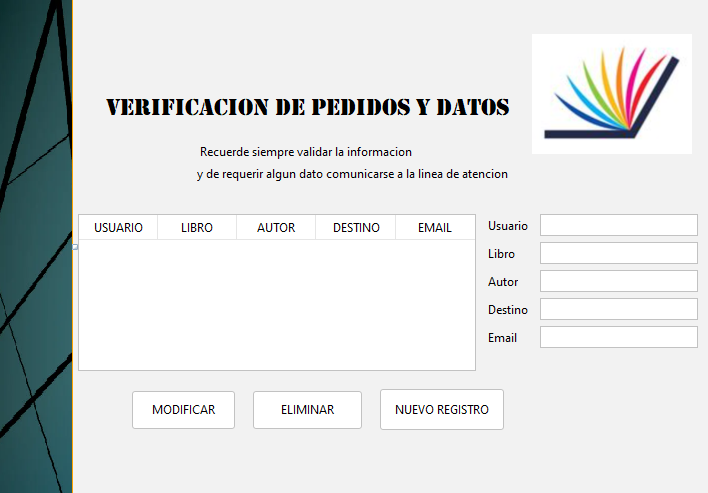 VERIFICACION DE PEDIDOS Y DATOS
Recuerde siempre validar la informacion
y de requerir algun dato comunicarse a la linea de atencion
USUARIO LIBRO AUTOR DESTINO EMAIL
Usuario
Libro
Autor
Destino
Email
MODIFICAR ELIMINAR NUEVO REGISTRO